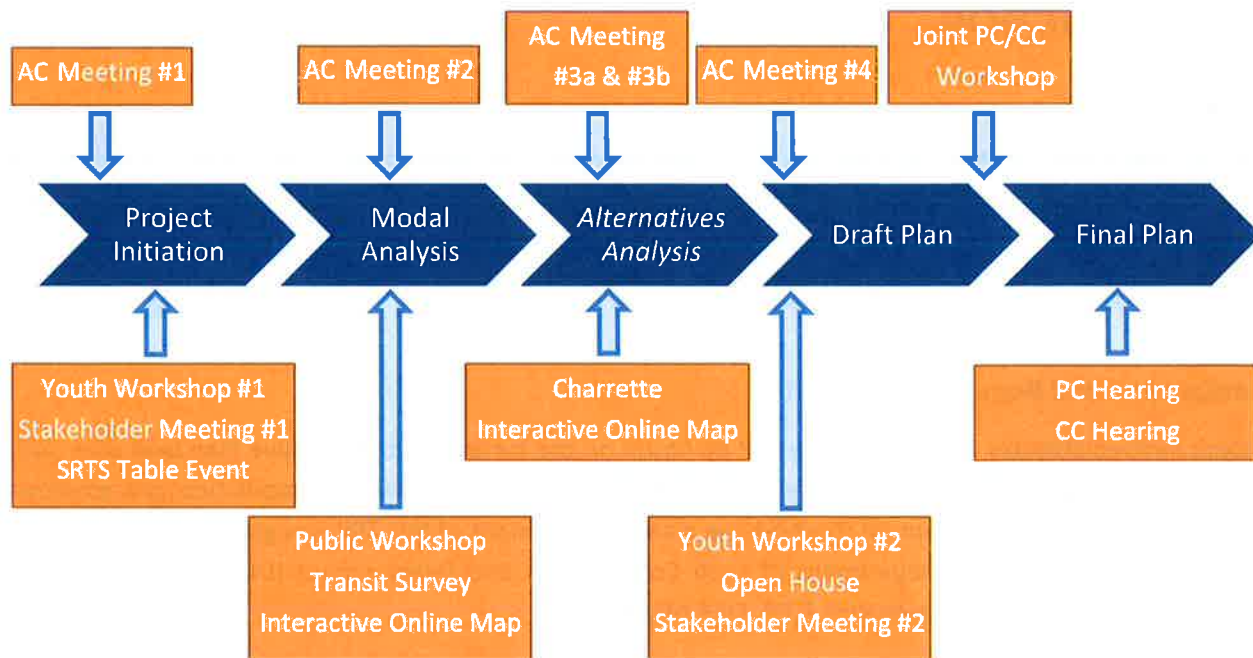 AC Meeting #1
AC Meeting #2
AC Meeting
#3a & #3b
AC Meeting #4
Joint PC/CC
Workshop
Project
Initiation
Modal
Analysis
Alternatives
Analysis
Draft Plan
Final Plan
Youth Workshop #1
Stakeholder Meeting #1
SRTS Table Event
Public Workshop
Transit Survey
Interactive Online Map
Charrette
Interactive Online Map
Youth Workshop #2
Open House
Stakeholder Meeting #2
PC Hearing
CC Hearing